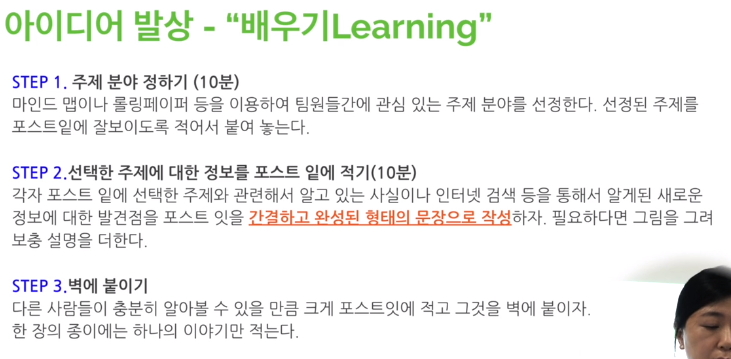 아이디어 발상 - “배우기Learning”
STEP 1. 주제 분야 정하기 (10분)
마인드 맵이나 롤링페이퍼 등을 이용하여 팀원들간에 관심 있는 주제 분야를 선정한다. 선정된 주제를
포스트잍에 잘보이도록 적어서 붙여 놓는다.
STEP 2.선택한 주제에 대한 정보를 포스트 잍에 적기(10분)
각자 포스트 잍에 선택한 주제와 관련해서 알고 있는 사실이나 인터넷 검색 등을 통해서 알게된 새로운
정보에 대한 발견점을 포스트 잇을 간결하고 완성된 형태의 문장으로 작성하자. 필요하다면 그림을 그려
보충 설명을 더한다.
STEP 3.벽에 붙이기
다른 사람들이 충분히 알아볼 수 있을 만큼 크게 포스트잇에 적고 그것을 벽에 붙이자.
한 장의 종이에는 하나의 이야기만 적는다.